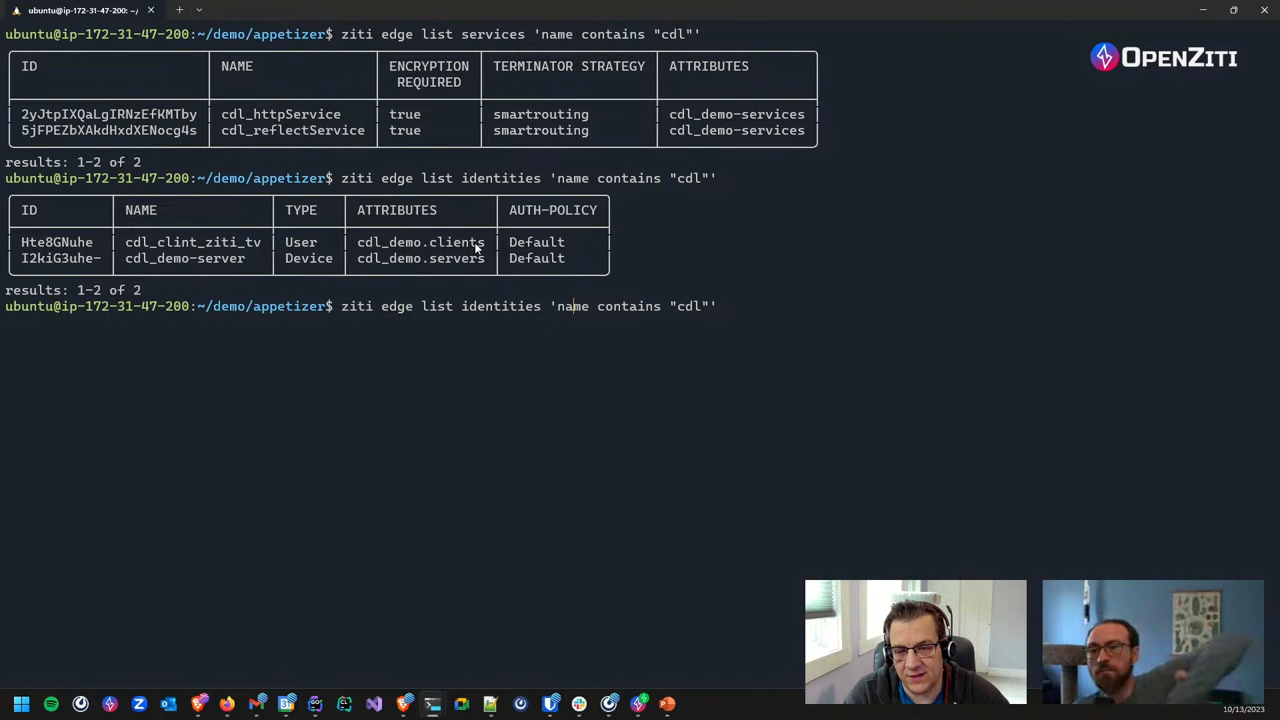 ubuntu@ip-172-31-47-200: ~/
ubuntu@ip-172-31-47-200:~/demo/appetizer$ ziti edge list services 'name contains "cdl"'
OPENZITI
ID NAME ENCRYPTION TERMINATOR STRATEGY ATTRIBUTES
REQUIRED
2yJtpIXQaLgIRNzEfKMTby cdl_httpService true smartrouting cdl_demo-services
5jFPEZbXAkdHxdXENocg4s cdl_reflectService true smartrouting cdl_demo-services
results: 1-2 of 2
ubuntu@ip-172-31-47-200:~/demo/appetizer$ ziti edge list identities 'name contains "cdl"'
ID NAME TYPE ATTRIBUTES AUTH-POLICY
Hte8GNuhe cdl_clint_ziti_tv User cdl_demo.clients Default
I2kiG3uhe- cdl_demo-server Device cdl_demo.servers Default
results: 1-2 of 2
ubuntu@ip-172-31-47-200:~/demo/appetizer$ ziti edge list identities 'name contains "cdl"'
10/13/2023